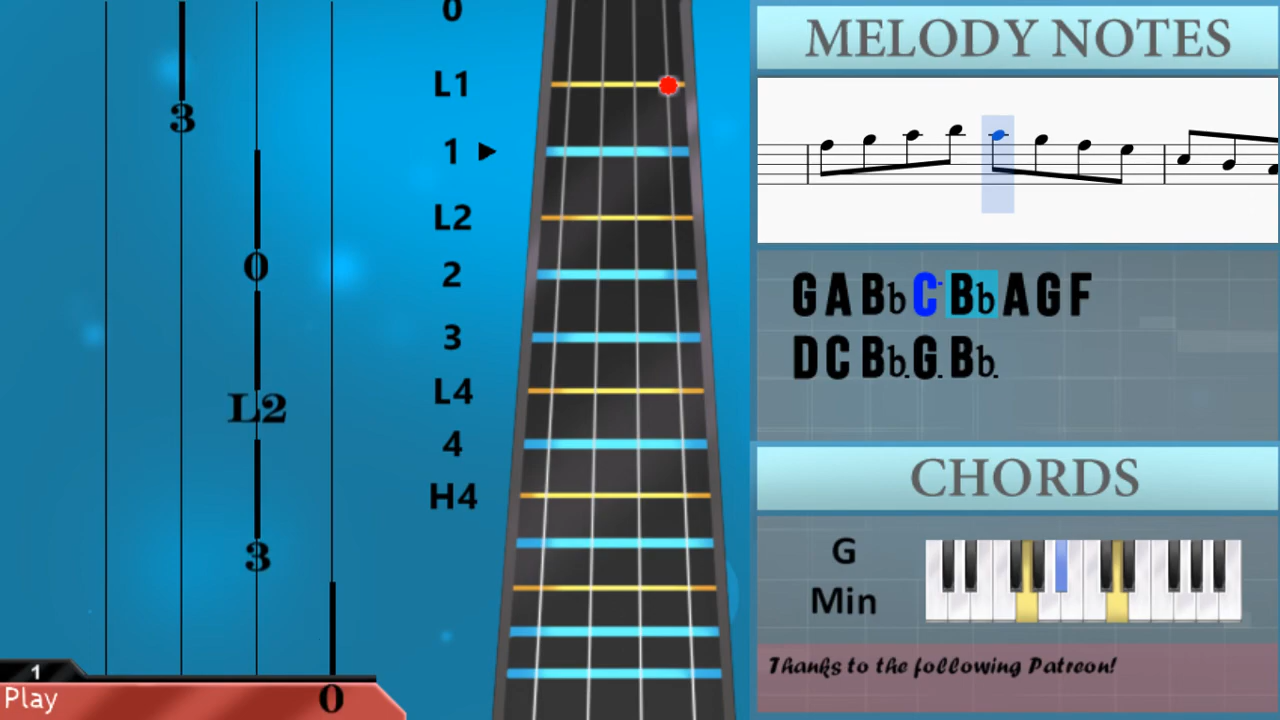 3
0
L2
3
1
Play
0
0
L1
1
L2
2
3
L4
4
H4
MELODY NOTES
G A Bb C Bb A G F
D C Bb. G. Bb.
CHORDS
G
Min
Thanks to the following Patreon!